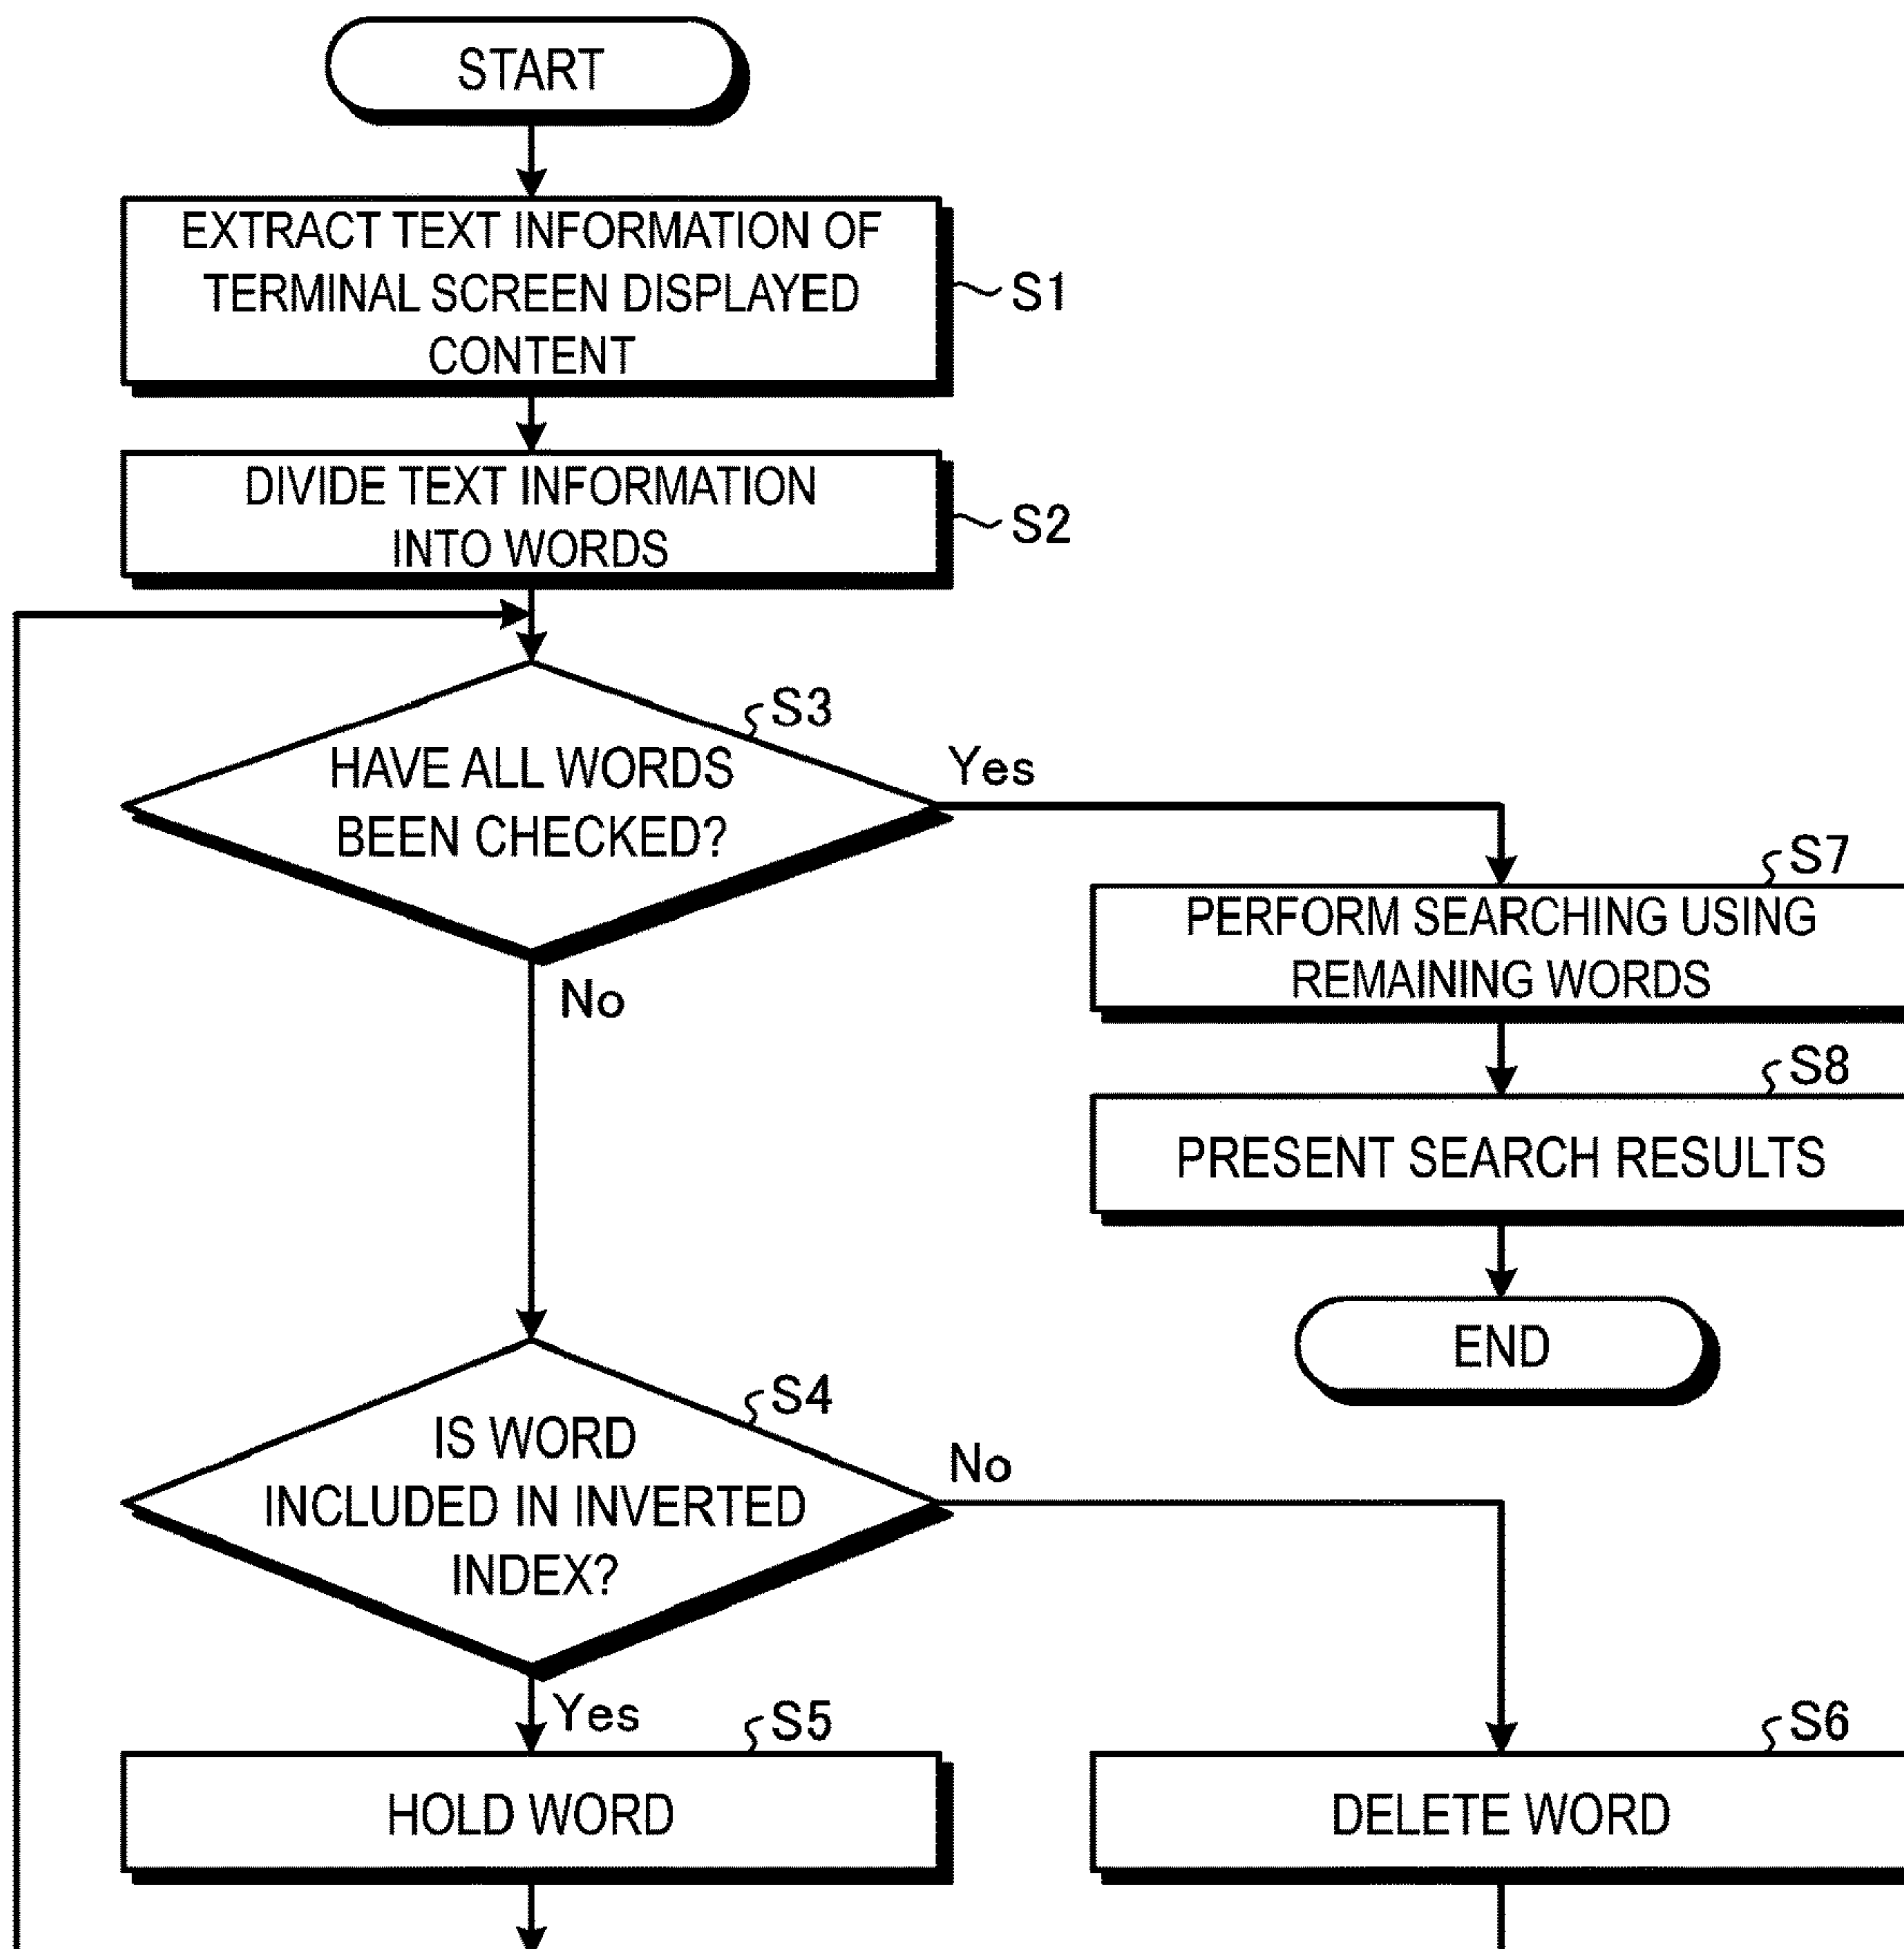 START
EXTRACT TEXT INFORMATION OF
TERMINAL SCREEN DISPLAYED
CONTENT
S1
DIVIDE TEXT INFORMATION
INTO WORDS
S2
S3
HAVE ALL WORDS
BEEN CHECKED?
Yes
No
S7
PERFORM SEARCHING USING
REMAINING WORDS
S8
PRESENT SEARCH RESULTS
END
S4
IS WORD
INCLUDED IN INVERTED
INDEX?
No
Yes
S5
HOLD WORD
S6
DELETE WORD